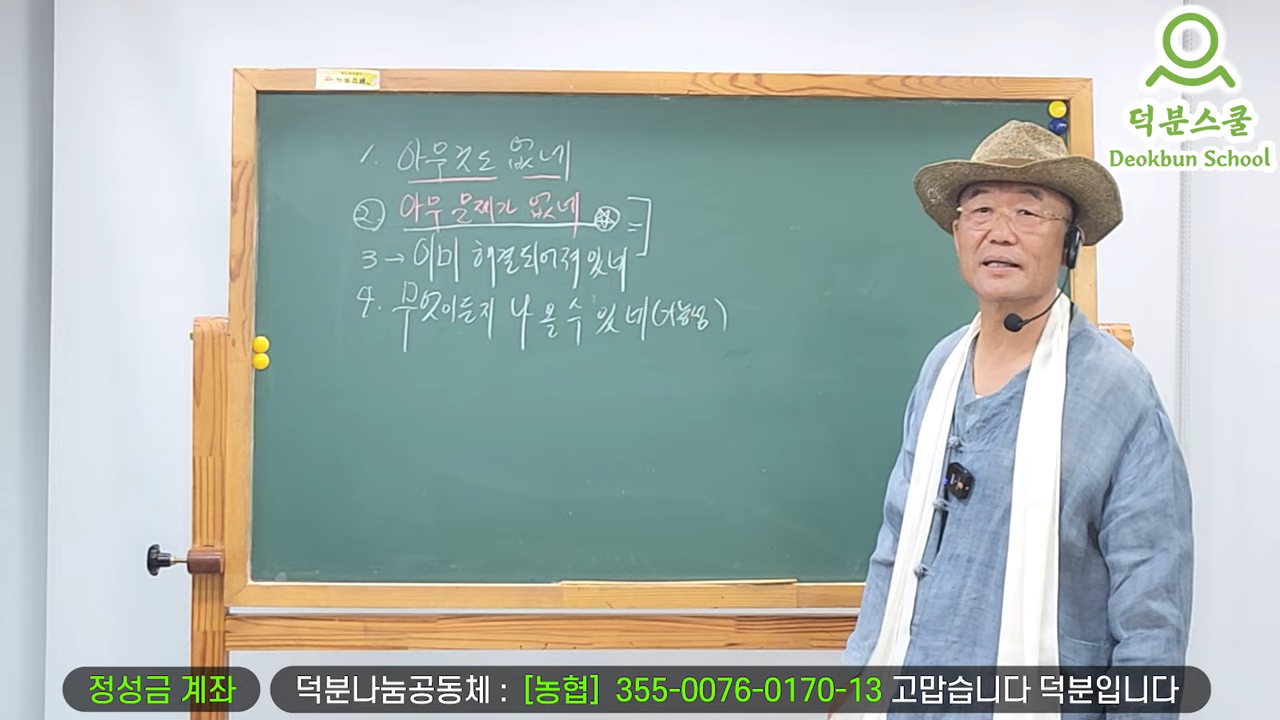 덕분스쿨
Deokbun School
1. 아무것도 없네
② 아무 문제가 없네
3 → 이미 해결되어져 있네
4. 무엇이든지 나올 수 있네 (가능성)
정성금 계좌
덕분나눔공동체 : [농협] 355-0076-0170-13 고맙습니다 덕분입니다